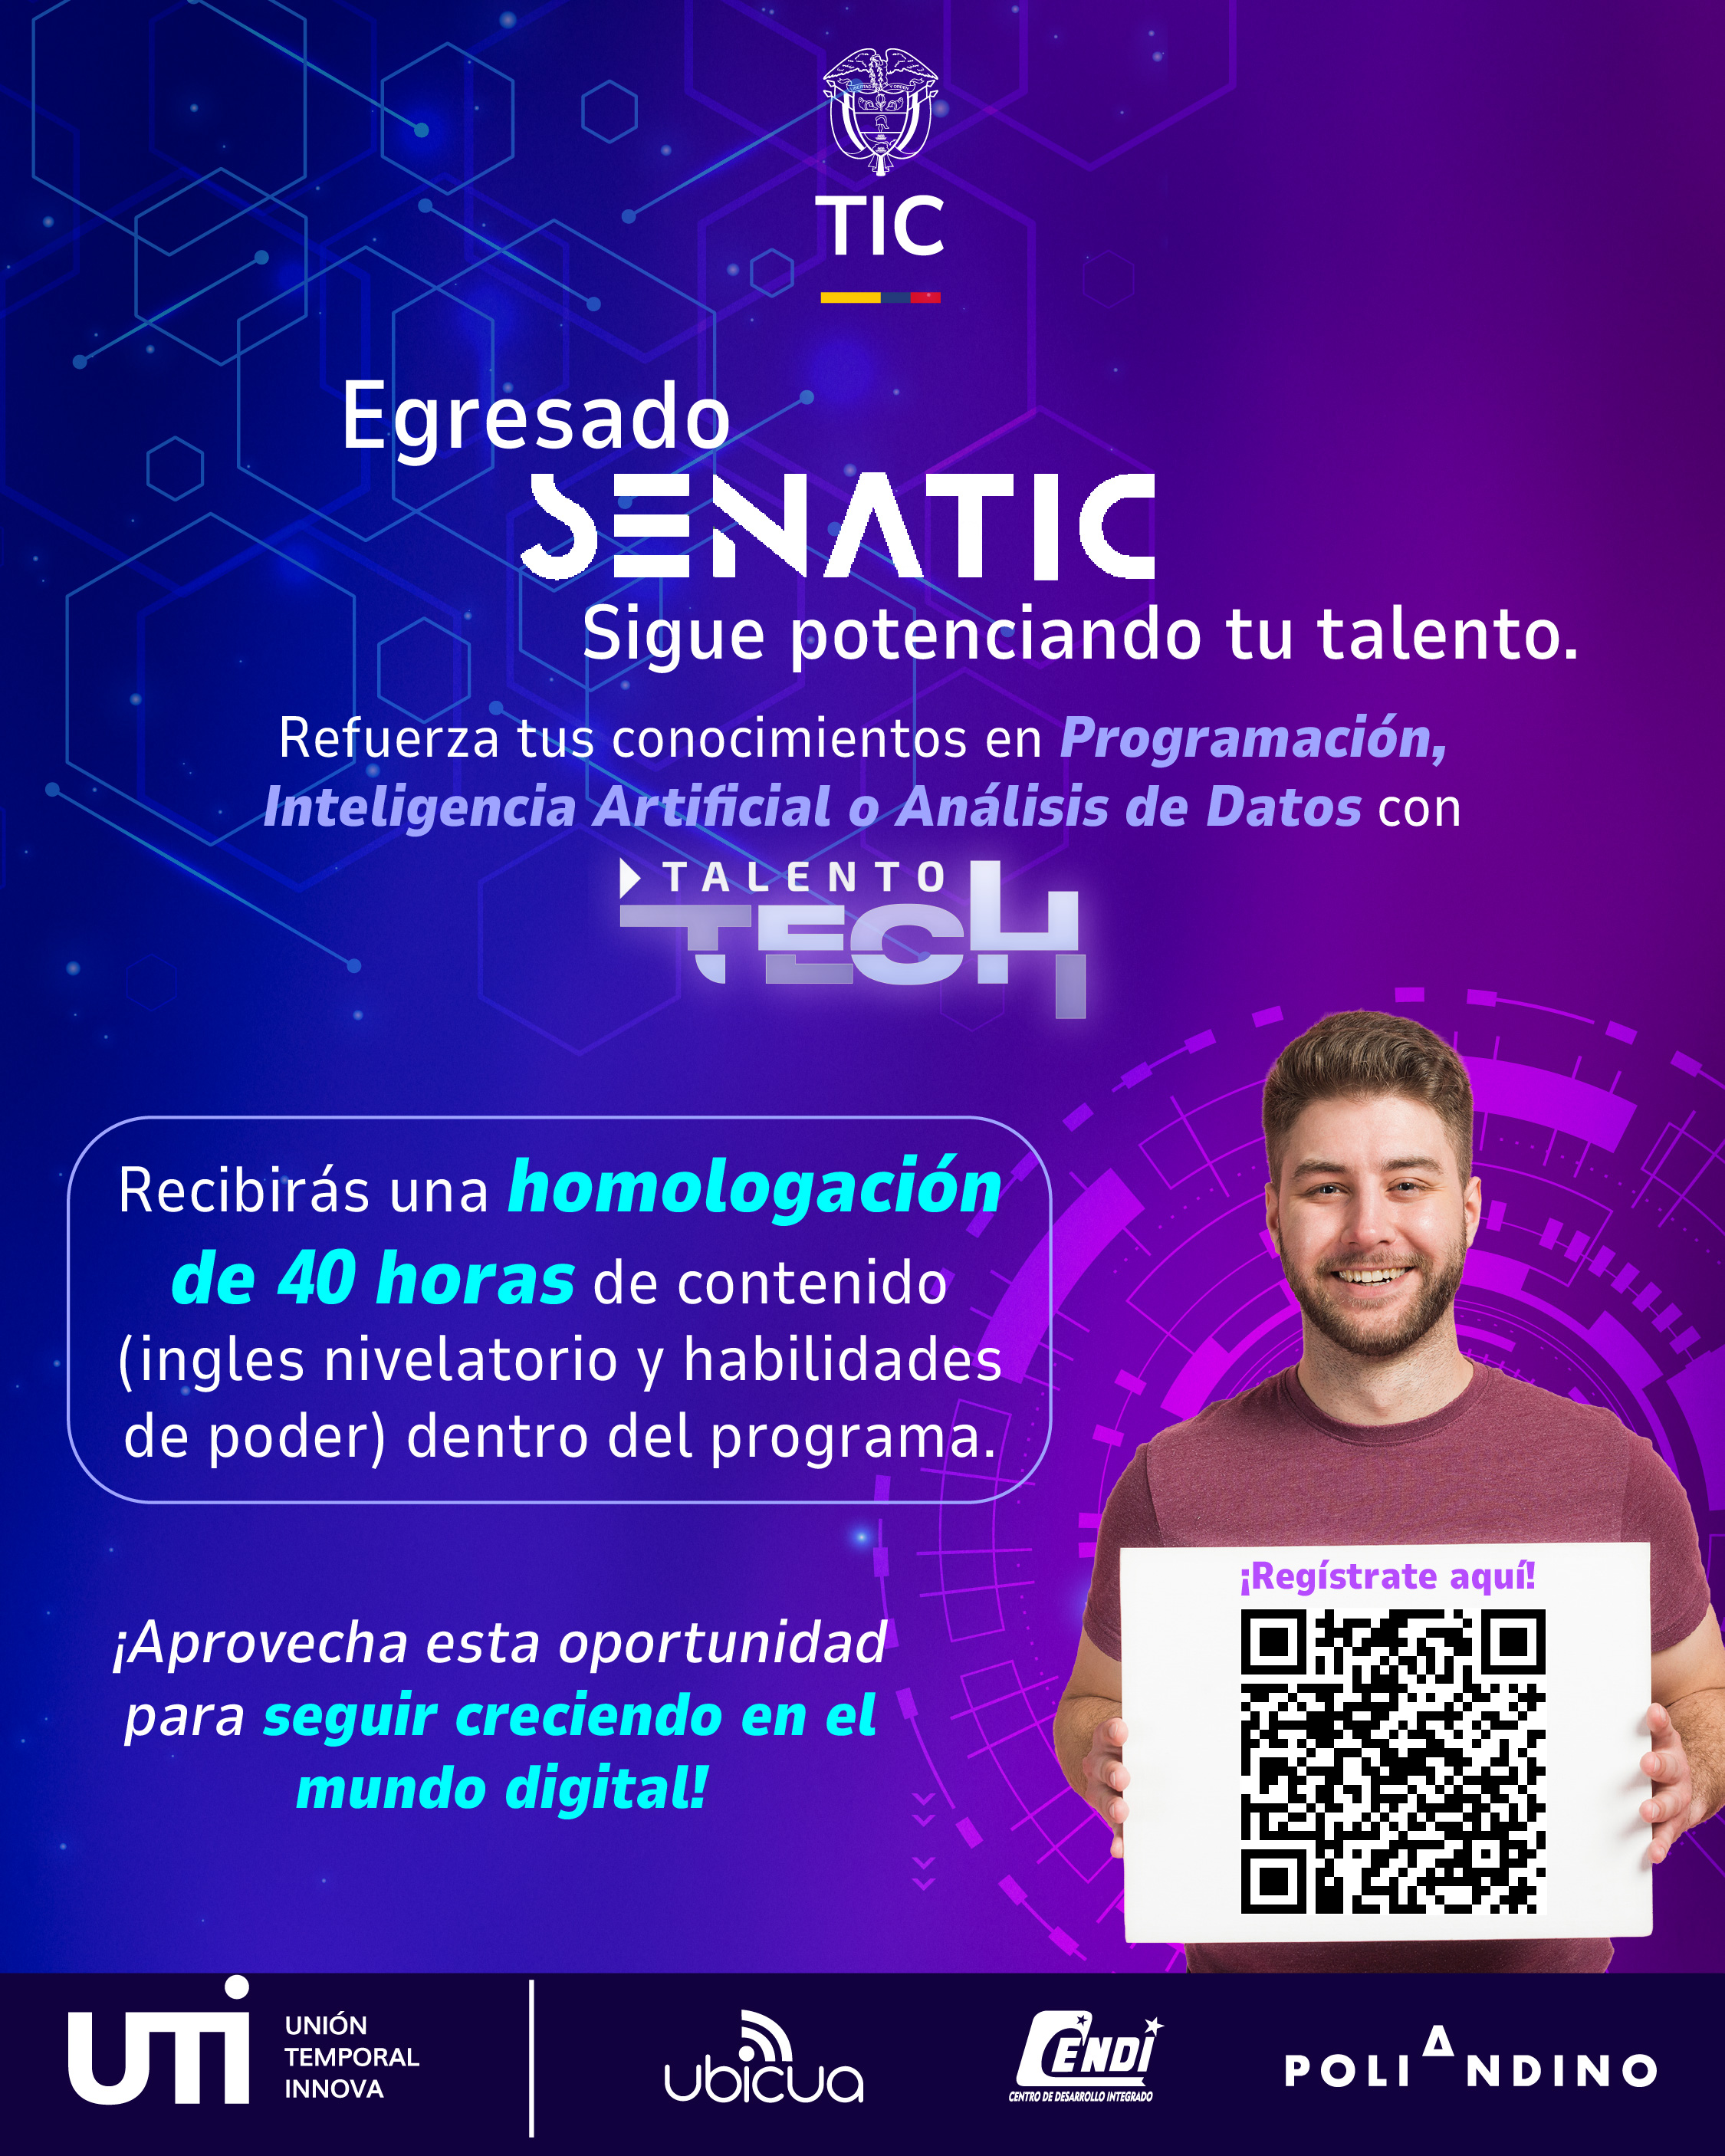 TIC
Egresado
SENATIC
Sigue potenciando tu talento.
Refuerza tus conocimientos en Programación,
Inteligencia Artificial o Análisis de Datos con
TALENTO
TECH
Recibirás una homologación
de 40 horas de contenido
(ingles nivelatorio y habilidades
de poder) dentro del programa.
¡Aprovecha esta oportunidad
para seguir creciendo en el
mundo digital!
¡Regístrate aquí!
UTI
UNIÓN
TEMPORAL
INNOVA
ubicua
CENDI
CENTRO DE DESARROLLO INTEGRADO
POLIANDINO